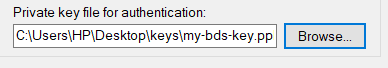 Private key file for authentication:
C:\Users\HP\Desktop\keys\my-bds-key.pp
Browse...